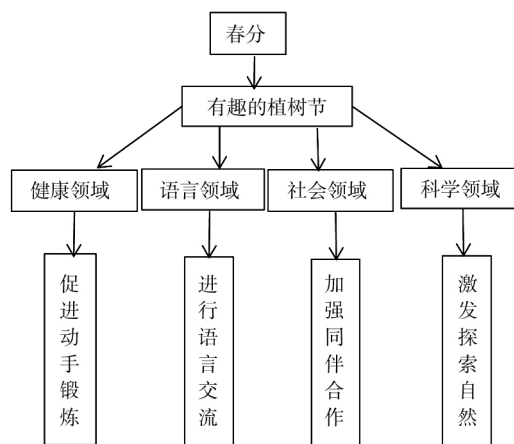 春分
有趣的植树节
健康领域
语言领域
社会领域
科学领域
促进动手锻炼
进行语言交流
加强同伴合作
激发探索自然